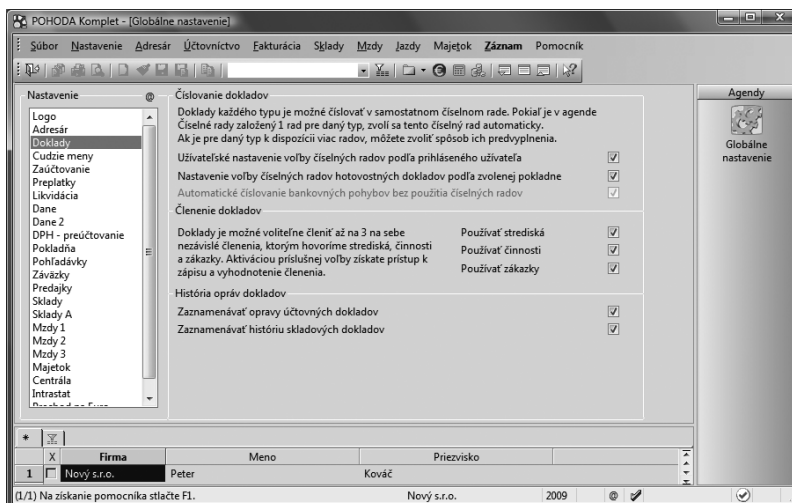 POHODA Komplet - [Globálne nastavenie]
Súbor Nastavenie Adresár Účtovníctvo Fakturácia Sklady Mzdy Jazdy Majetok Záznam Pomocník
Nastavenie @
Logo
Adresár
Doklady
Cudzie meny
Zaúčtovanie
Preplatky
Likvidácia
Dane
Dane 2
DPH - preúčtovanie
Pokladňa
Pohľadávky
Záväzky
Predajky
Sklady
Sklady A
Mzdy 1
Mzdy 2
Mzdy 3
Majetok
Centrála
Intrastat
Číslovanie dokladov
Doklady každého typu je možné číslovať v samostatnom číselnom rade. Pokiaľ je v agende
Číselné rady založený 1 rad pre daný typ, zvolí sa tento číselný rad automaticky.
Ak je pre daný typ k dispozícii viac radov, môžete zvoliť spôsob ich predvyplnenia.
Užívateľské nastavenie voľby číselných radov podľa prihláseného užívateľa
Nastavenie voľby číselných radov hotovostných dokladov podľa zvolenej pokladne
Automatické číslovanie bankovných pohybov bez použitia číselných radov
Členenie dokladov
Doklady je možné voliteľne členiť až na 3 na sebe
nezávislé členenia, ktorým hovoríme strediská, činnosti
a zákazky. Aktiváciou príslušnej voľby získate prístup k
zápisu a vyhodnotenie členenia.
Používať strediská
Používať činnosti
Používať zákazky
História opráv dokladov
Zaznamenávať opravy účtovných dokladov
Zaznamenávať históriu skladových dokladov
Agendy
Globálne
nastavenie
X Firma Meno Priezvisko
1 Nový s.r.o. Peter Kováč
(1/1) Na získanie pomocníka stlačte F1. Nový s.r.o. 2009 @